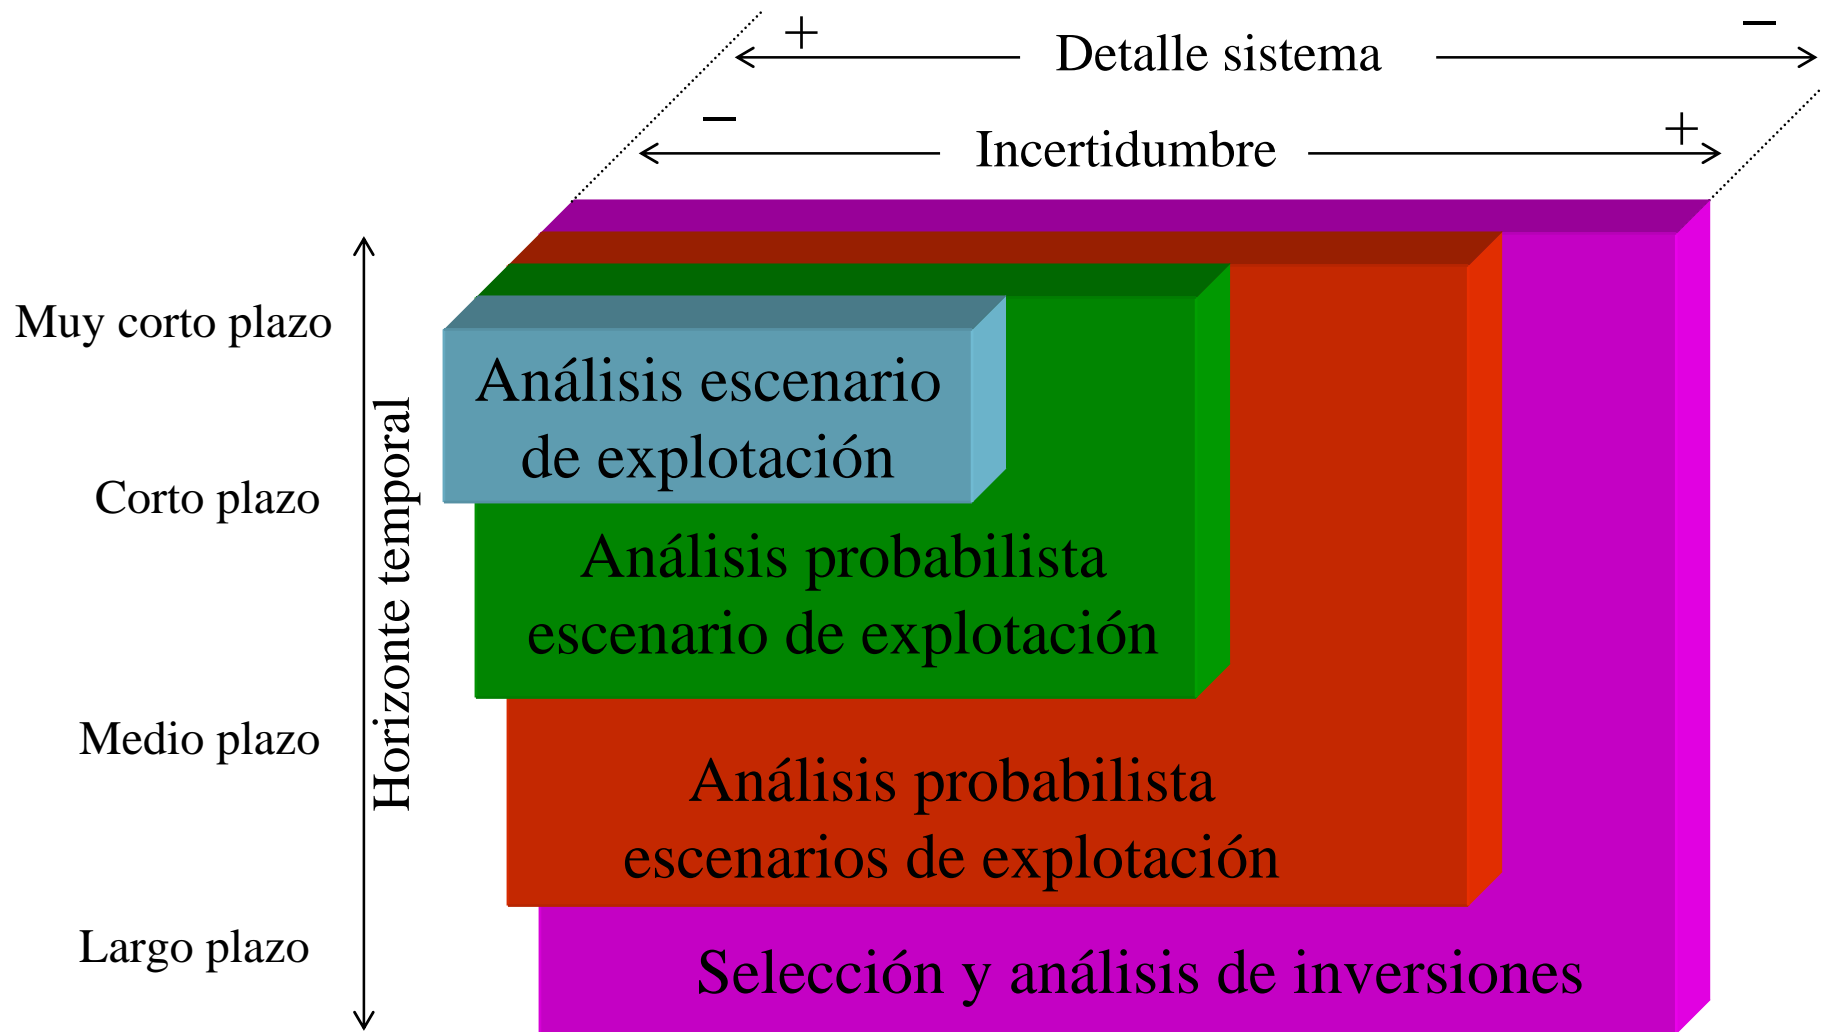 + Detalle sistema −
− Incertidumbre +
Horizonte temporal
Muy corto plazo
Corto plazo
Medio plazo
Largo plazo
Análisis escenario
de explotación
Análisis probabilista
escenario de explotación
Análisis probabilista
escenarios de explotación
Selección y análisis de inversiones